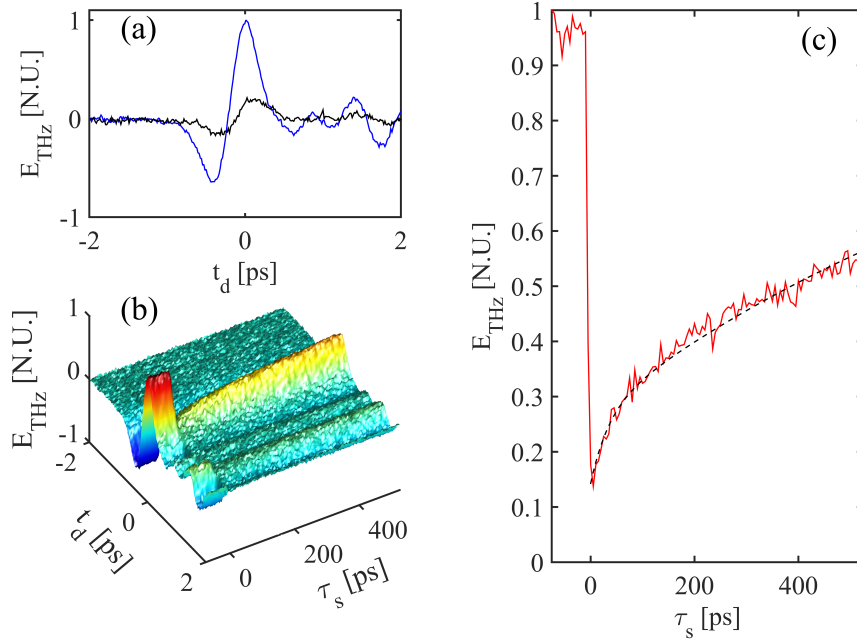 (a)
1
0
-1
E_THz [N.U.]
-2
0
2
t_d [ps]
(b)
1
0
-1
E_THz [N.U.]
-2
0
2
t_d [ps]
0
200
400
τ_s [ps]
(c)
1
0.9
0.8
0.7
0.6
0.5
0.4
0.3
0.2
0.1
0
E_THz [N.U.]
0
200
400
τ_s [ps]